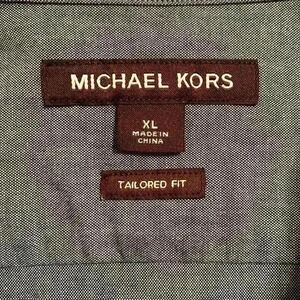 MICHAEL KORS
XL
MADE IN
CHINA
TAILORED FIT